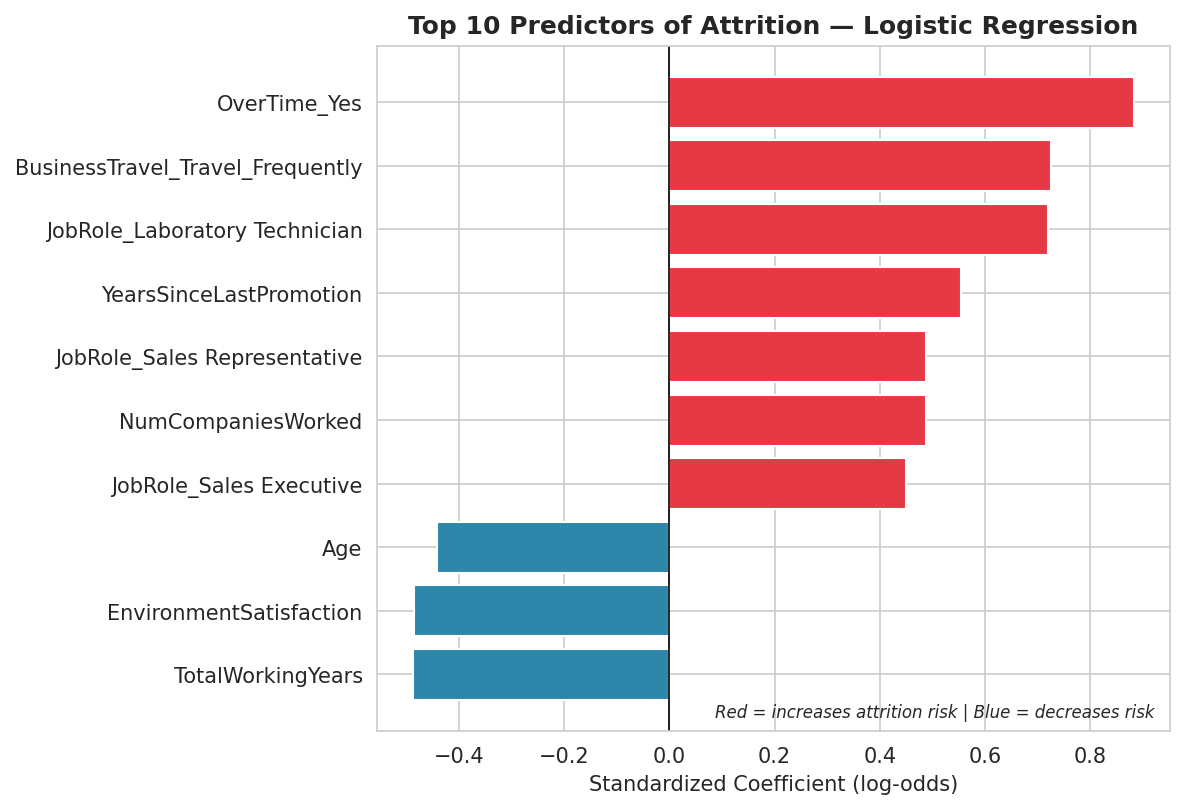 Top 10 Predictors of Attrition — Logistic Regression
OverTime_Yes
BusinessTravel_Travel_Frequently
JobRole_Laboratory Technician
YearsSinceLastPromotion
JobRole_Sales Representative
NumCompaniesWorked
JobRole_Sales Executive
Age
EnvironmentSatisfaction
TotalWorkingYears
Red = increases attrition risk | Blue = decreases risk
−0.4 −0.2 0.0 0.2 0.4 0.6 0.8
Standardized Coefficient (log-odds)